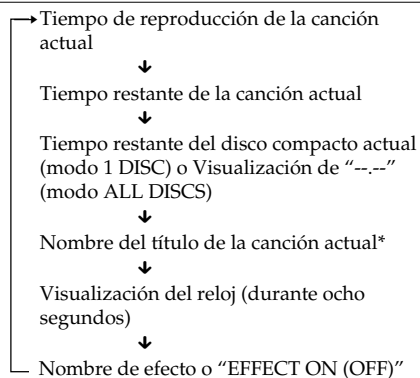 Tiempo de reproducción de la canción
actual
Tiempo restante de la canción actual
Tiempo restante del disco compacto actual
(modo 1 DISC) o Visualización de “--.--”
(modo ALL DISCS)
Nombre del título de la canción actual*
Visualización del reloj (durante ocho
segundos)
Nombre de efecto o “EFFECT ON (OFF)”